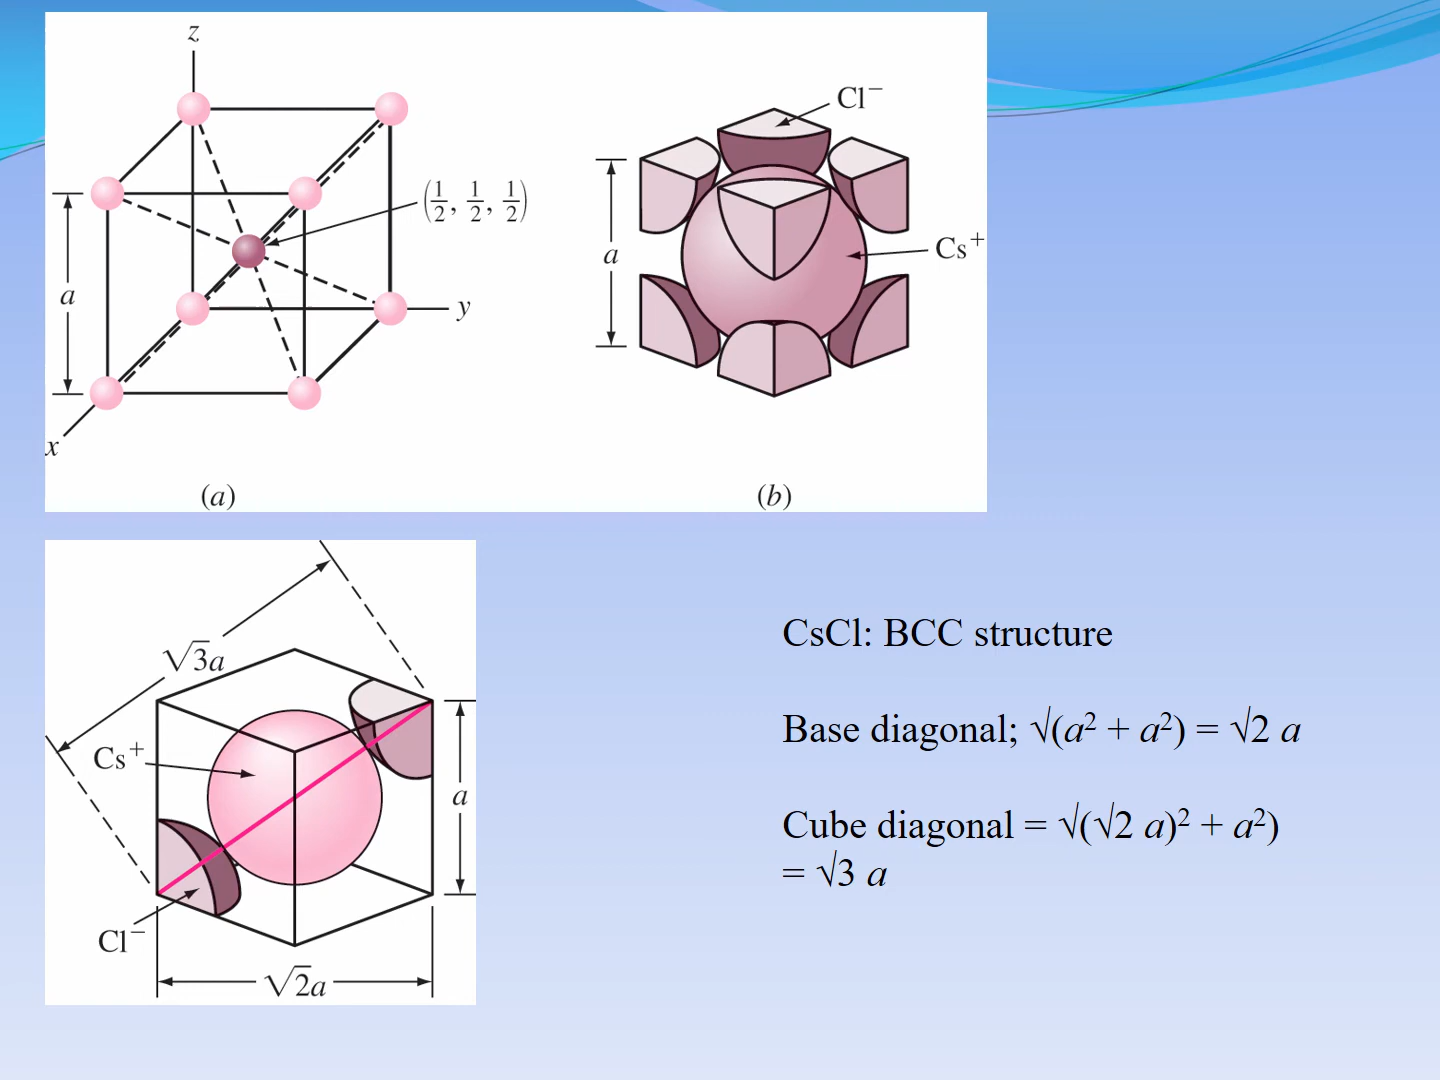 z
(1/2, 1/2, 1/2)
a
y
x
(a)
Cl⁻
a
Cs⁺
(b)
√3a
Cs⁺
a
Cl⁻
√2a
CsCl: BCC structure
Base diagonal; √(a² + a²) = √2 a
Cube diagonal = √(√2 a)² + a²)
= √3 a